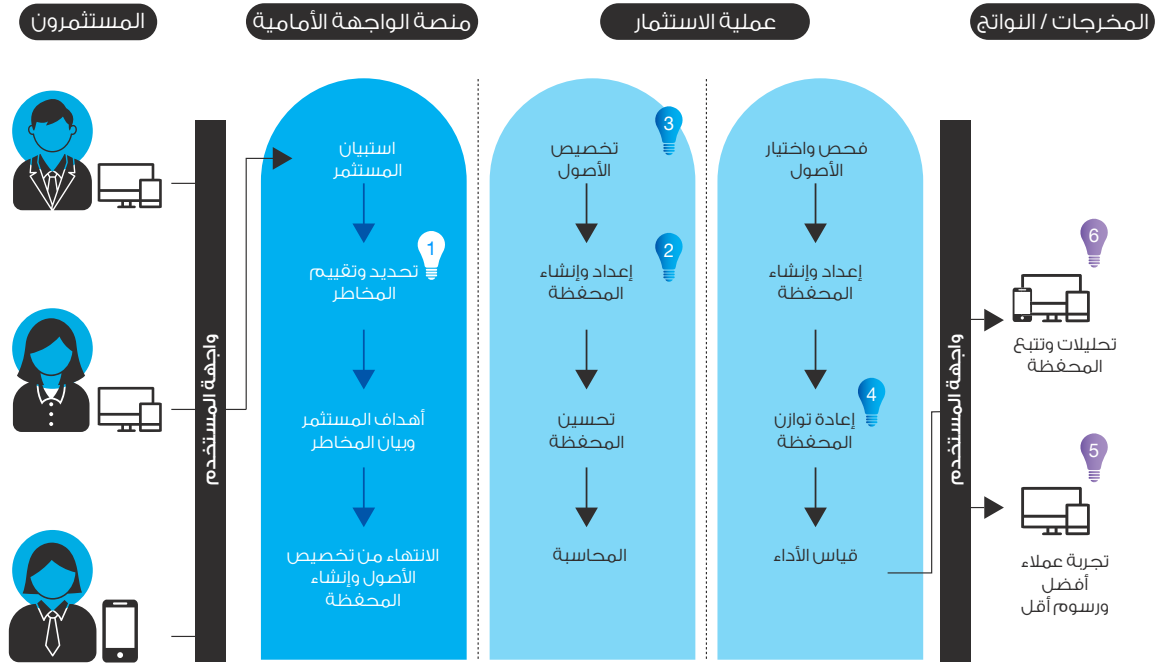 المستثمرون
منصة الواجهة الأمامية
عملية الاستثمار
المخرجات / النواتج
واجهة المستخدم
استبيان
المستثمر
1
تحديد وتقييم
المخاطر
أهداف المستثمر
وبيان المخاطر
الانتهاء من تخصيص
الأصول وإنشاء
المحفظة
3
تخصيص
الأصول
2
إعداد وإنشاء
المحفظة
تحسين
المحفظة
المحاسبة
فحص واختيار
الأصول
إعداد وإنشاء
المحفظة
4
إعادة توازن
المحفظة
قياس الأداء
واجهة المستخدم
6
تحليلات وتتبع
المحفظة
5
تجربة عملاء
أفضل
ورسوم أقل